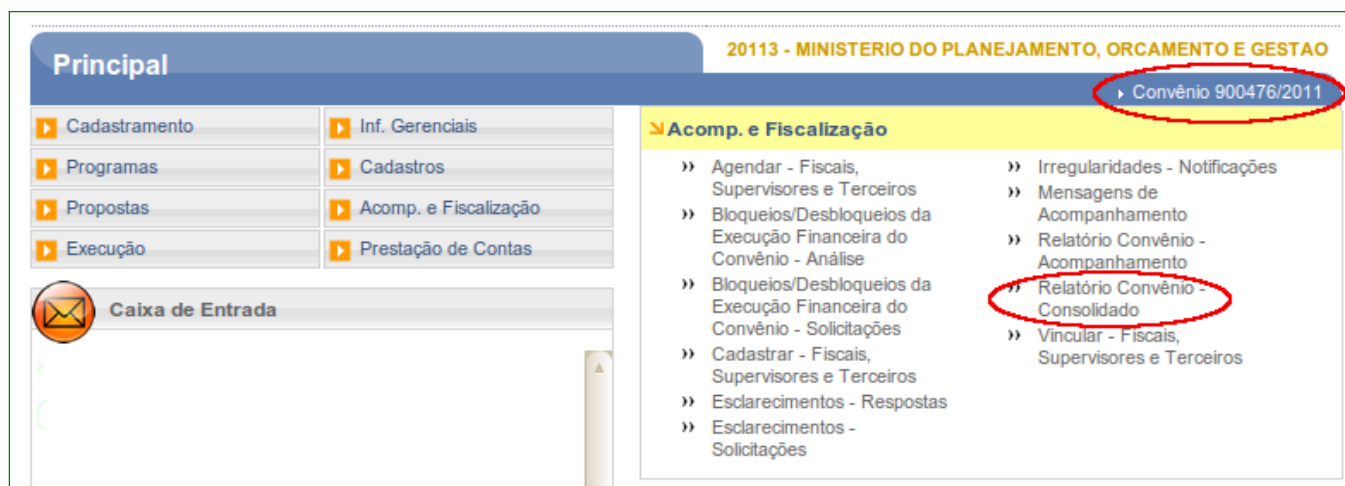 Principal
20113 - MINISTERIO DO PLANEJAMENTO, ORCAMENTO E GESTAO
Convênio 900476/2011
Cadastramento
Inf. Gerenciais
Programas
Cadastros
Propostas
Acomp. e Fiscalização
Execução
Prestação de Contas
Caixa de Entrada
Acomp. e Fiscalização
Agendar - Fiscais,
Supervisores e Terceiros
Bloqueios/Desbloqueios da
Execução Financeira do
Convênio - Análise
Bloqueios/Desbloqueios da
Execução Financeira do
Convênio - Solicitações
Cadastrar - Fiscais,
Supervisores e Terceiros
Esclarecimentos - Respostas
Esclarecimentos -
Solicitações
Irregularidades - Notificações
Mensagens de
Acompanhamento
Relatório Convênio -
Acompanhamento
Relatório Convênio -
Consolidado
Vincular - Fiscais,
Supervisores e Terceiros